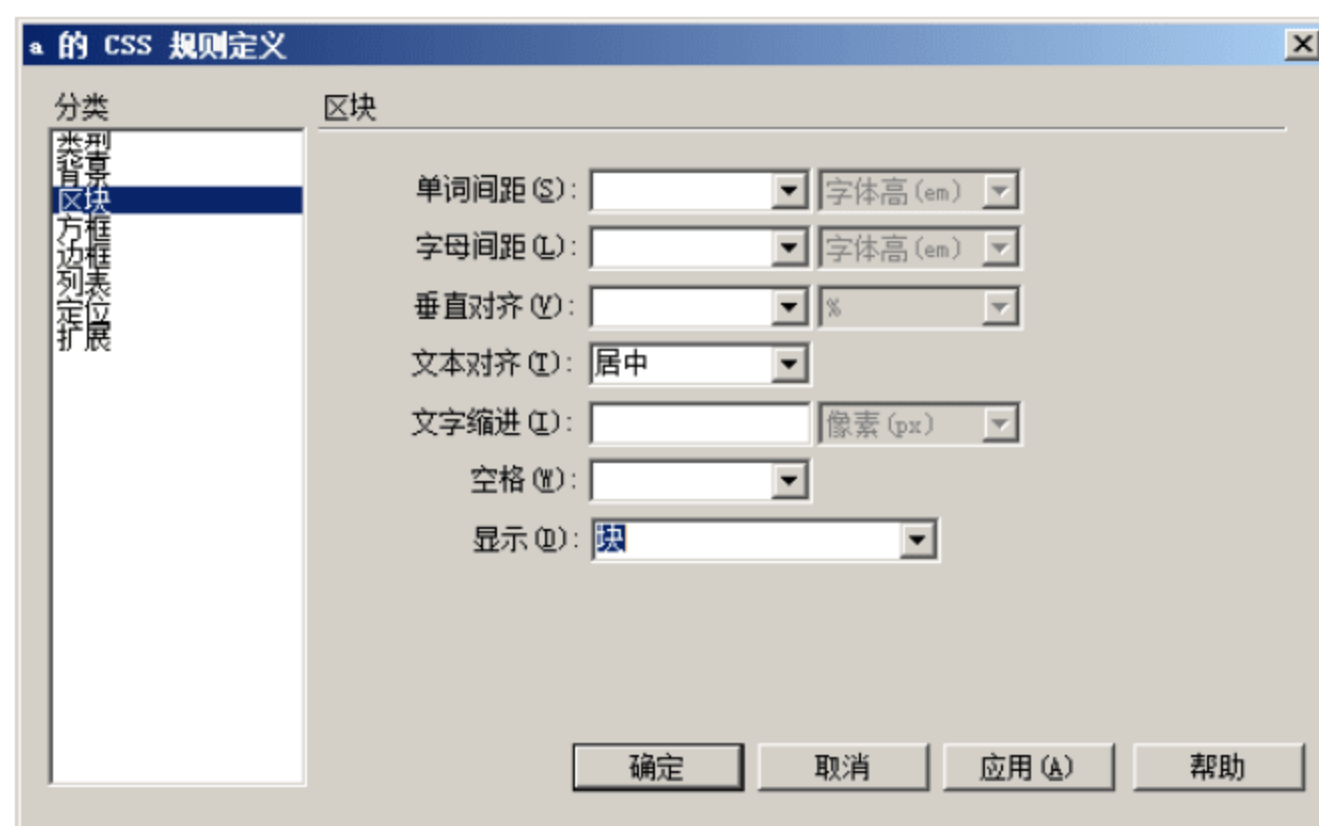 a 的 CSS 规则定义
分类
区块
类型
背景
区块
方框
边框
列表
定位
扩展
单词间距(S): 字体高(em)
字母间距(L): 字体高(em)
垂直对齐(V): %
文本对齐(T): 居中
文字缩进(I): 像素(px)
空格(W):
显示(D): 块
确定 取消 应用(A) 帮助